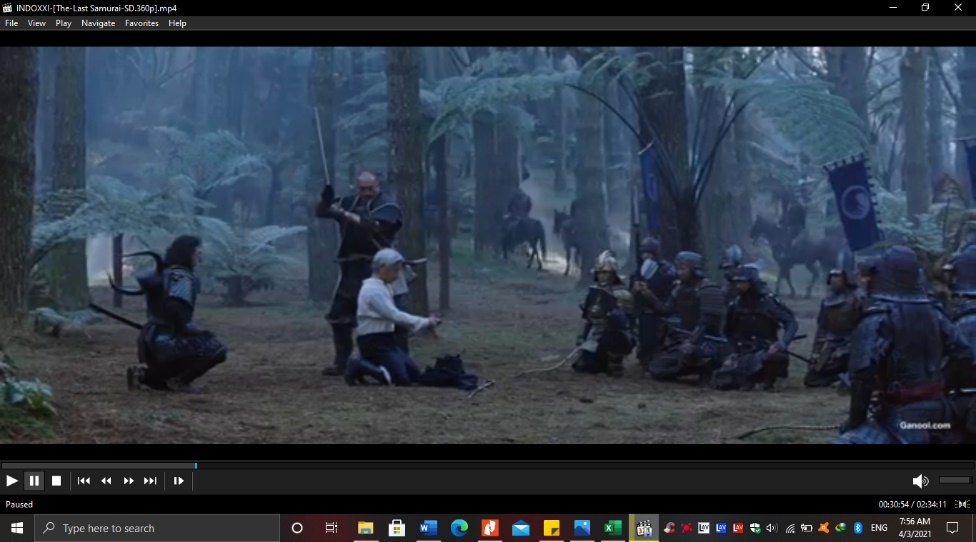 INDOXXI-[The-Last Samurai-SD.360p].mp4
File View Play Navigate Favorites Help
Ganool.com
Paused
00:30:54 / 02:34:11
Type here to search
ENG
7:56 AM
4/3/2021